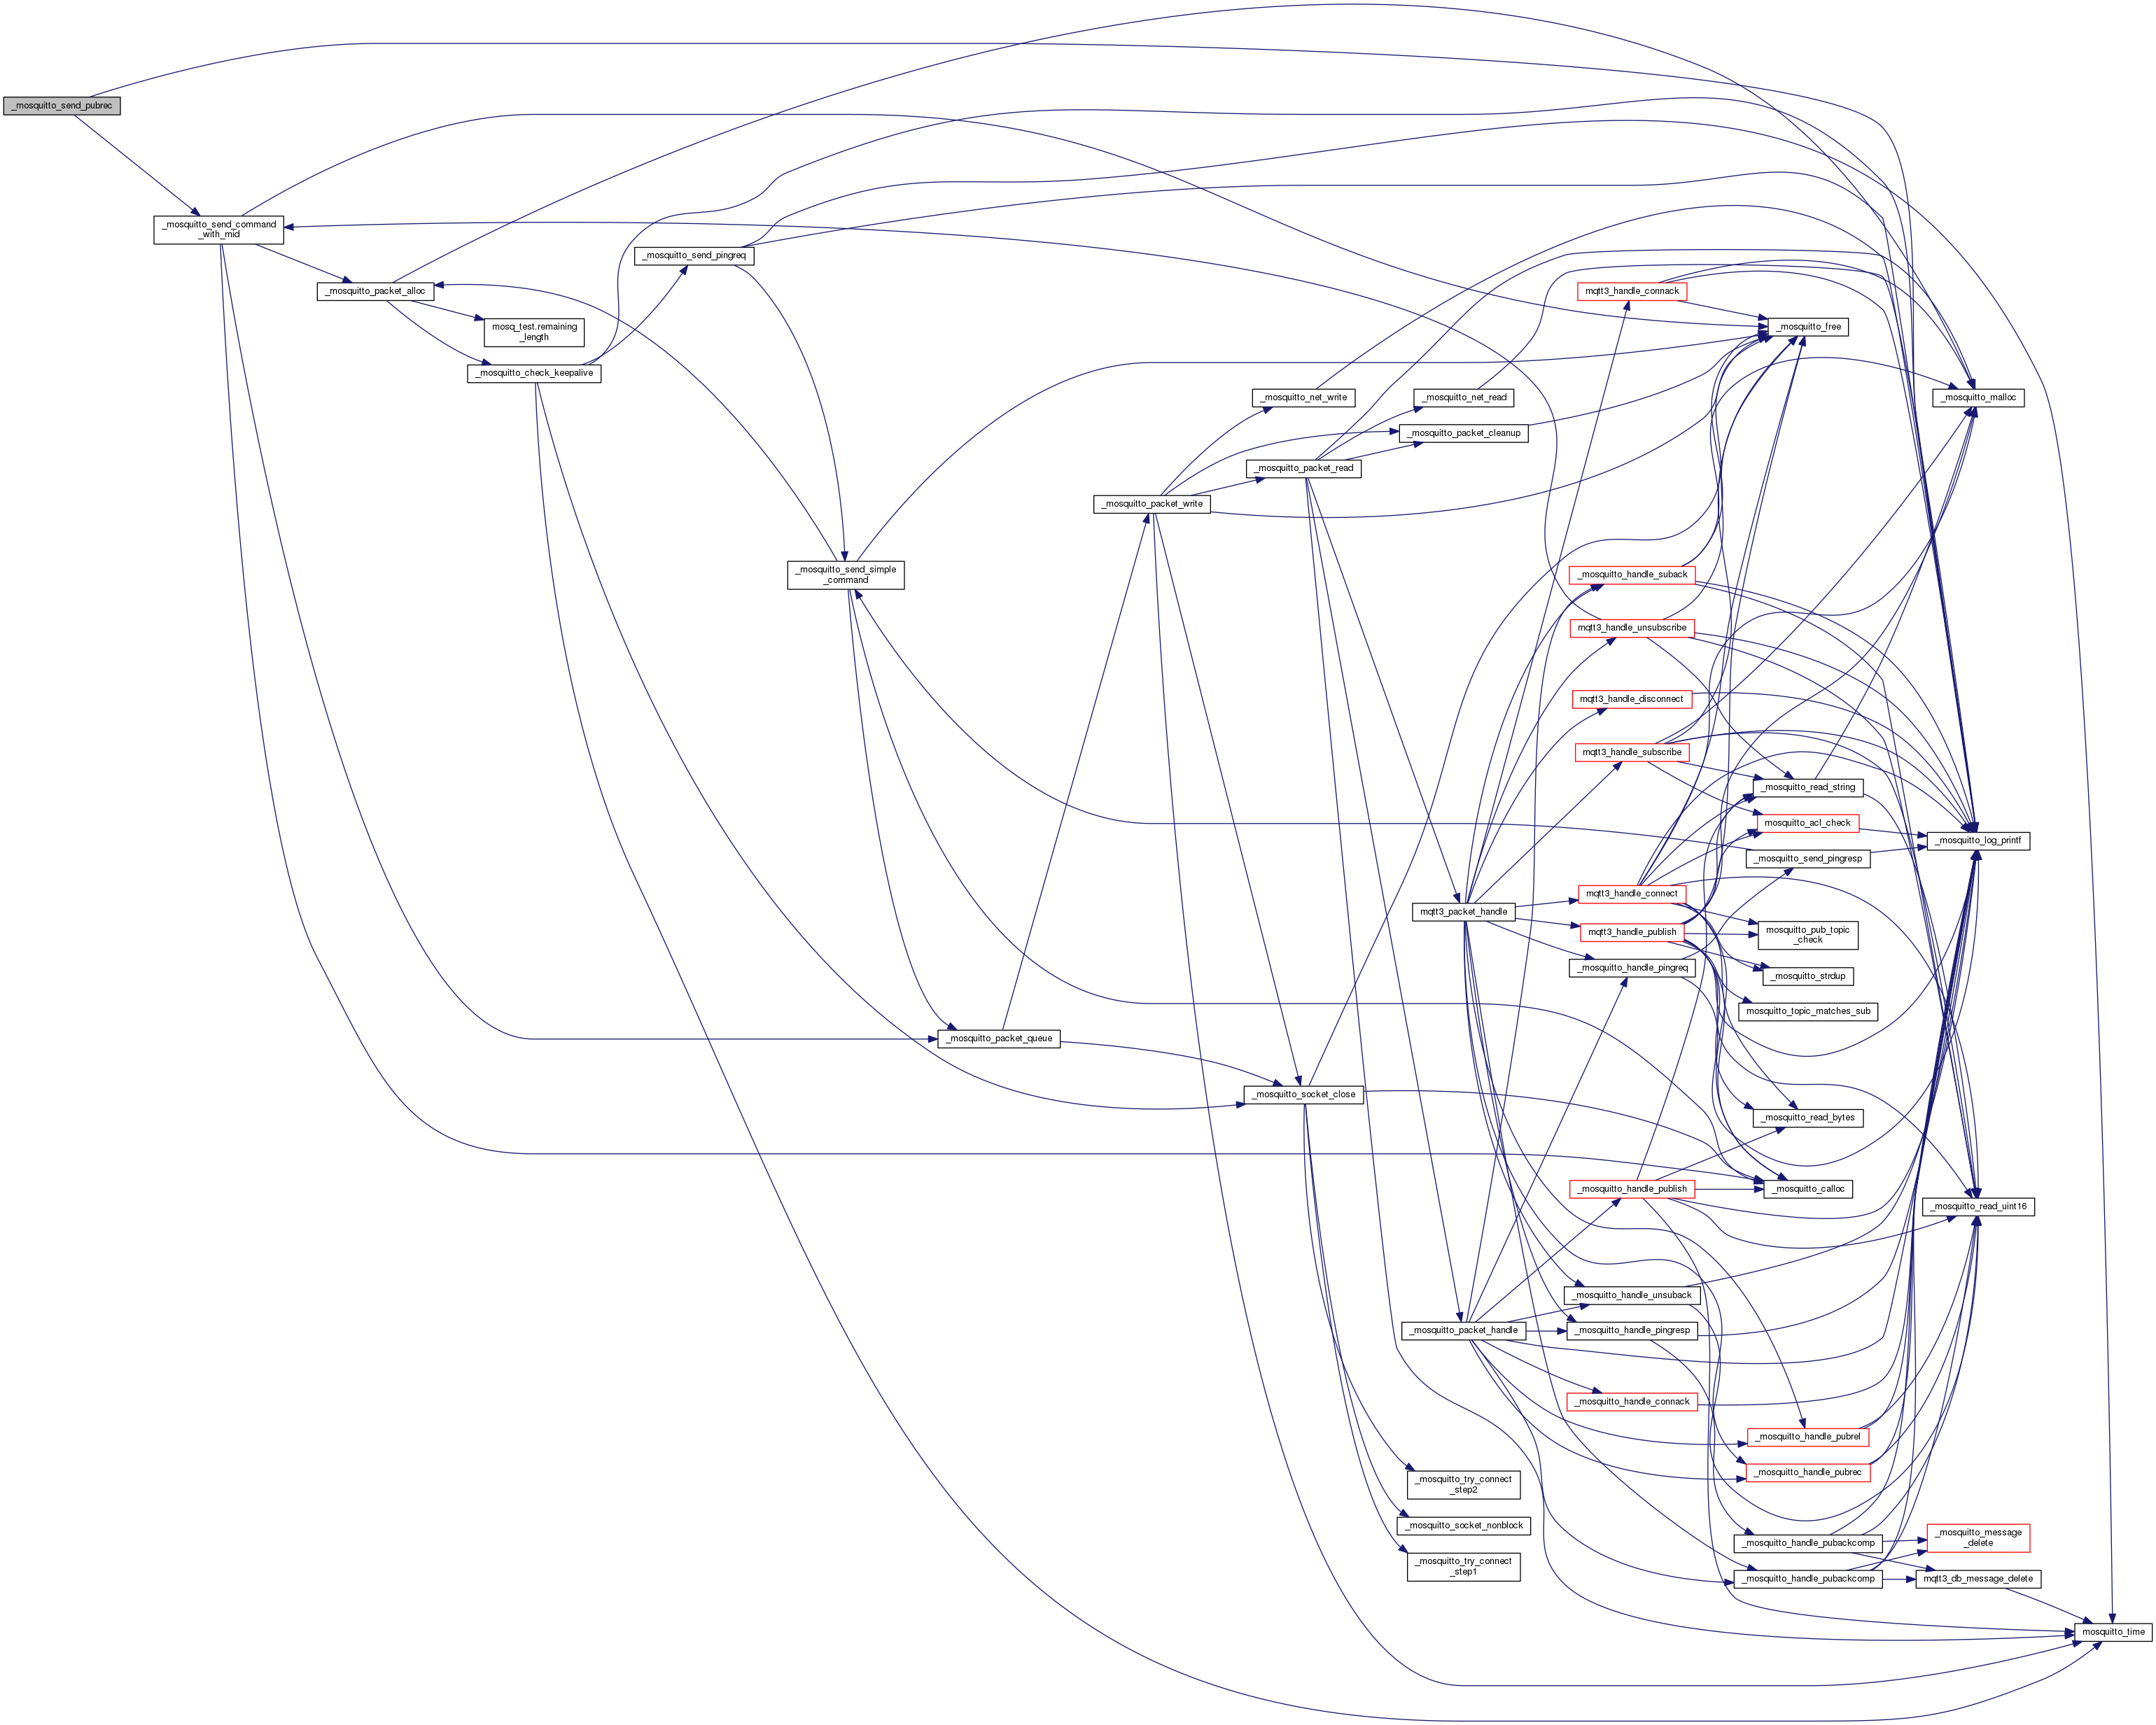 _mosquitto_send_pubrec
_mosquitto_send_command
_with_mid
_mosquitto_packet_alloc
mosq_test.remaining
_length
_mosquitto_check_keepalive
_mosquitto_send_pingreq
_mosquitto_send_simple
_command
_mosquitto_packet_queue
_mosquitto_packet_write
_mosquitto_net_write
_mosquitto_packet_read
_mosquitto_socket_close
_mosquitto_net_read
_mosquitto_packet_cleanup
mqtt3_packet_handle
_mosquitto_packet_handle
_mosquitto_try_connect
_step2
_mosquitto_socket_nonblock
_mosquitto_try_connect
_step1
mqtt3_handle_connack
_mosquitto_handle_suback
mqtt3_handle_unsubscribe
mqtt3_handle_disconnect
mqtt3_handle_subscribe
mqtt3_handle_connect
mqtt3_handle_publish
_mosquitto_handle_pingreq
_mosquitto_handle_publish
_mosquitto_handle_unsuback
_mosquitto_handle_pingresp
_mosquitto_handle_connack
_mosquitto_free
_mosquitto_read_string
mosquitto_acl_check
_mosquitto_send_pingresp
mosquitto_pub_topic
_check
_mosquitto_strdup
mosquitto_topic_matches_sub
_mosquitto_read_bytes
_mosquitto_calloc
_mosquitto_handle_pubrel
_mosquitto_handle_pubrec
_mosquitto_handle_pubackcomp
_mosquitto_handle_pubackcomp
_mosquitto_malloc
_mosquitto_log_printf
_mosquitto_read_uint16
_mosquitto_message
_delete
mqtt3_db_message_delete
mosquitto_time